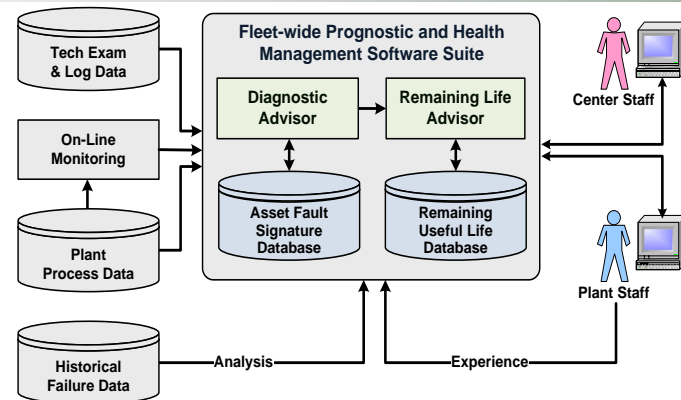 Tech Exam
& Log Data
On-Line
Monitoring
Plant
Process Data
Historical
Failure Data
Fleet-wide Prognostic and Health
Management Software Suite
Diagnostic
Advisor
Remaining Life
Advisor
Asset Fault
Signature
Database
Remaining
Useful Life
Database
Center Staff
Plant Staff
Analysis
Experience